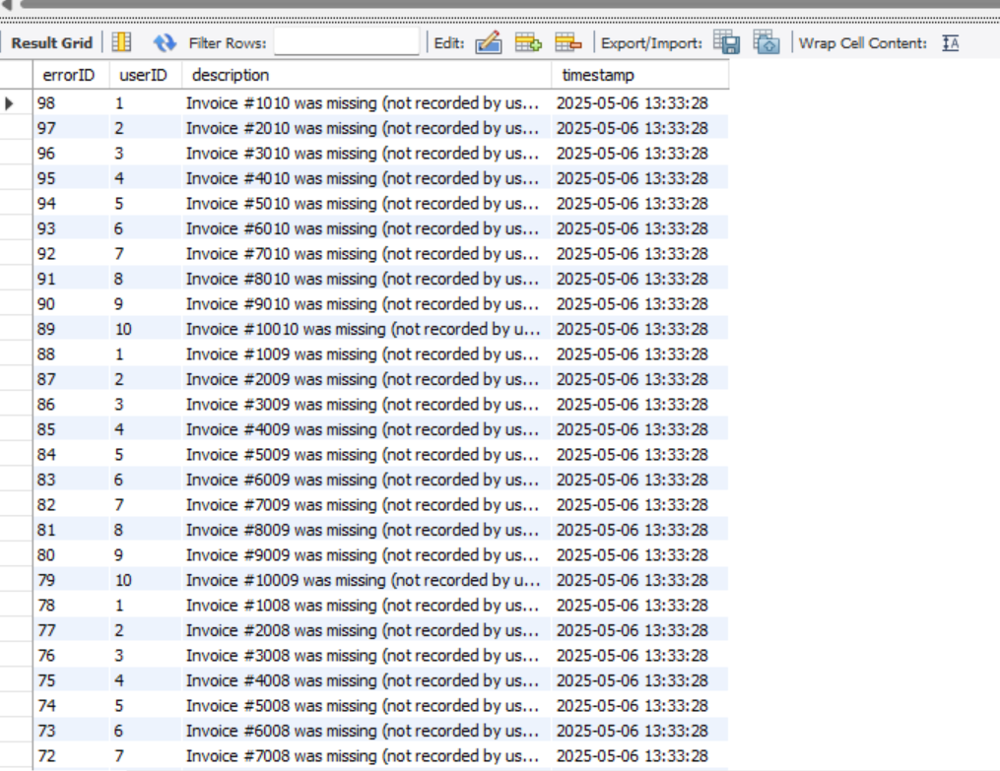 Result Grid Filter Rows: Edit: Export/Import: Wrap Cell Content: IA
errorID userID description timestamp
98 1 Invoice #1010 was missing (not recorded by us... 2025-05-06 13:33:28
97 2 Invoice #2010 was missing (not recorded by us... 2025-05-06 13:33:28
96 3 Invoice #3010 was missing (not recorded by us... 2025-05-06 13:33:28
95 4 Invoice #4010 was missing (not recorded by us... 2025-05-06 13:33:28
94 5 Invoice #5010 was missing (not recorded by us... 2025-05-06 13:33:28
93 6 Invoice #6010 was missing (not recorded by us... 2025-05-06 13:33:28
92 7 Invoice #7010 was missing (not recorded by us... 2025-05-06 13:33:28
91 8 Invoice #8010 was missing (not recorded by us... 2025-05-06 13:33:28
90 9 Invoice #9010 was missing (not recorded by us... 2025-05-06 13:33:28
89 10 Invoice #10010 was missing (not recorded by u... 2025-05-06 13:33:28
88 1 Invoice #1009 was missing (not recorded by us... 2025-05-06 13:33:28
87 2 Invoice #2009 was missing (not recorded by us... 2025-05-06 13:33:28
86 3 Invoice #3009 was missing (not recorded by us... 2025-05-06 13:33:28
85 4 Invoice #4009 was missing (not recorded by us... 2025-05-06 13:33:28
84 5 Invoice #5009 was missing (not recorded by us... 2025-05-06 13:33:28
83 6 Invoice #6009 was missing (not recorded by us... 2025-05-06 13:33:28
82 7 Invoice #7009 was missing (not recorded by us... 2025-05-06 13:33:28
81 8 Invoice #8009 was missing (not recorded by us... 2025-05-06 13:33:28
80 9 Invoice #9009 was missing (not recorded by us... 2025-05-06 13:33:28
79 10 Invoice #10009 was missing (not recorded by u... 2025-05-06 13:33:28
78 1 Invoice #1008 was missing (not recorded by us... 2025-05-06 13:33:28
77 2 Invoice #2008 was missing (not recorded by us... 2025-05-06 13:33:28
76 3 Invoice #3008 was missing (not recorded by us... 2025-05-06 13:33:28
75 4 Invoice #4008 was missing (not recorded by us... 2025-05-06 13:33:28
74 5 Invoice #5008 was missing (not recorded by us... 2025-05-06 13:33:28
73 6 Invoice #6008 was missing (not recorded by us... 2025-05-06 13:33:28
72 7 Invoice #7008 was missing (not recorded by us... 2025-05-06 13:33:28